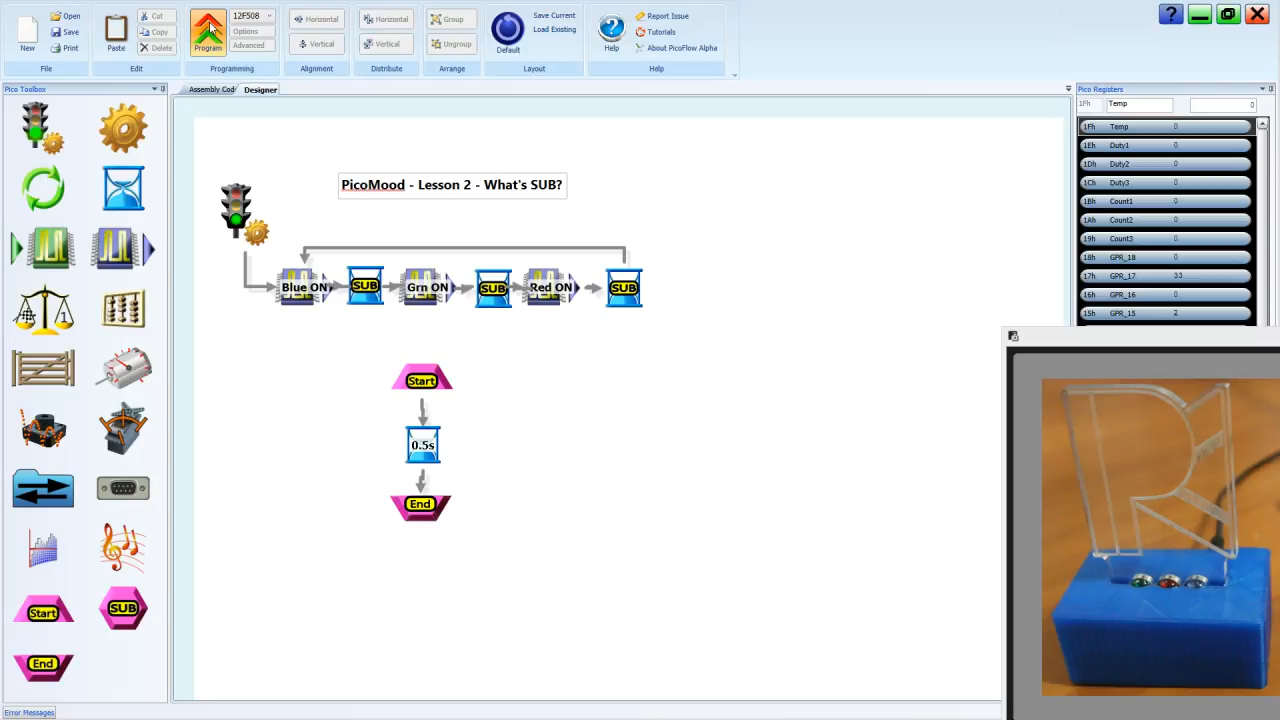 New
Open
Save
Print
File
Paste
Cut
Copy
Delete
Edit
Program
12F508
Options
Advanced
Programming
Horizontal
Vertical
Alignment
Horizontal
Vertical
Distribute
Group
Ungroup
Arrange
Default
Save Current
Load Existing
Layout
Help
Report Issue
Tutorials
About PicoFlow Alpha
Help
?
Pico Toolbox
Assembly Cod
Designer
Pico Registers
1Fh Temp 0
1Fh Temp 0
1Eh Duty1 0
1Dh Duty2 0
1Ch Duty3 0
1Bh Count1 0
1Ah Count2 0
19h Count3 0
18h GPR_18 0
17h GPR_17 33
16h GPR_16 0
15h GPR_15 2
PicoMood - Lesson 2 - What's SUB?
Blue ON
SUB
Grn ON
SUB
Red ON
SUB
Start
0.5s
End
1
Start
SUB
End
Error Messages